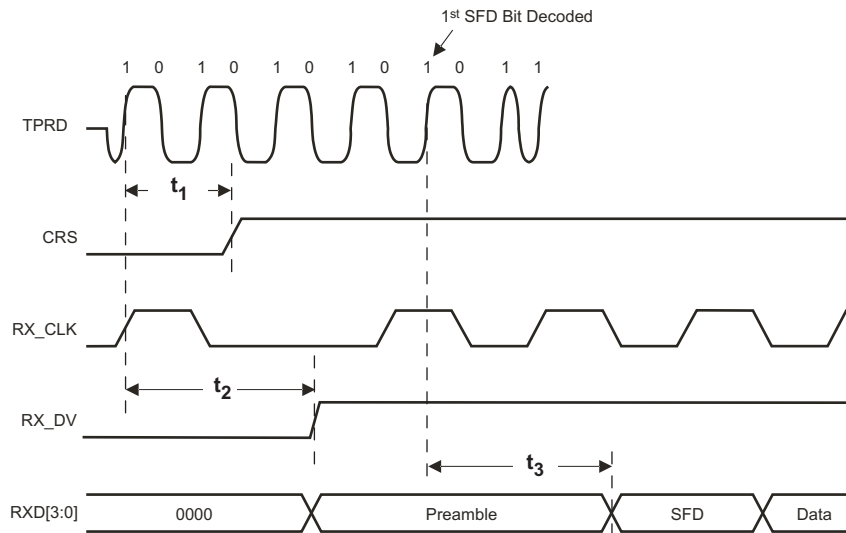 1st SFD Bit Decoded
1 0 1 0 1 0 1 0 1 0 1 1
TPRD
t1
CRS
RX_CLK
t2
RX_DV
t3
RXD[3:0] 0000 Preamble SFD Data